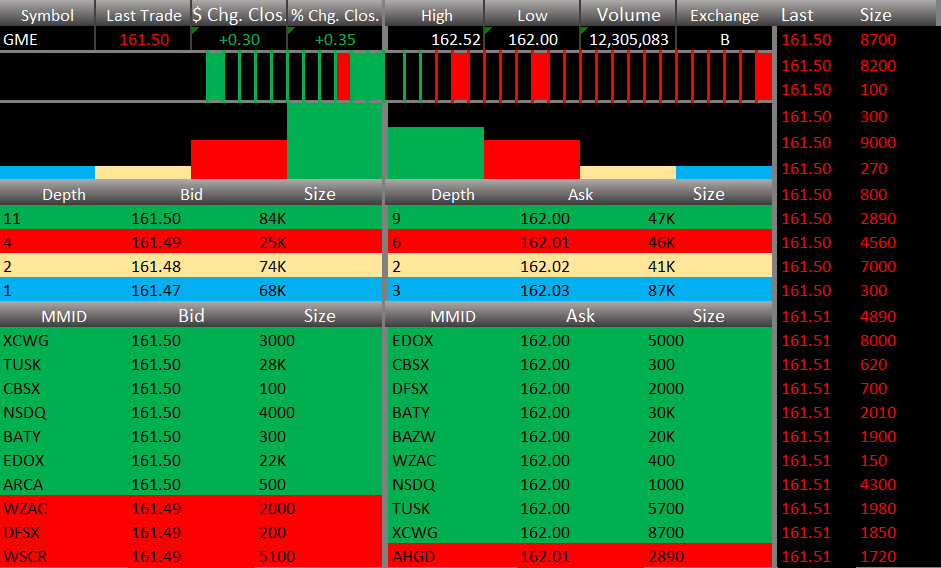 Symbol Last Trade $ Chg. Clos. % Chg. Clos. High Low Volume Exchange Last Size
GME 161.50 +0.30 +0.35 162.52 162.00 12,305,083 B 161.50 8700
161.50 8200
161.50 100
161.50 300
161.50 9000
161.50 270
Depth Bid Size Depth Ask Size 161.50 800
11 161.50 84K 9 162.00 47K 161.50 2890
4 161.49 25K 6 162.01 46K 161.50 4560
2 161.48 74K 2 162.02 41K 161.50 7000
1 161.47 68K 3 162.03 87K 161.50 300
MMID Bid Size MMID Ask Size 161.51 4890
XCWG 161.50 3000 EDOX 162.00 5000 161.51 8000
TUSK 161.50 28K CBSX 162.00 300 161.51 620
CBSX 161.50 100 DFSX 162.00 2000 161.51 700
NSDQ 161.50 4000 BATY 162.00 30K 161.51 2010
BATY 161.50 300 BAZW 162.00 20K 161.51 1900
EDOX 161.50 22K WZAC 162.00 400 161.51 150
ARCA 161.50 500 NSDQ 162.00 1000 161.51 4300
WZAC 161.49 2000 TUSK 162.00 5700 161.51 1980
DFSX 161.49 200 XCWG 162.00 8700 161.51 1850
WSCR 161.49 5100 AHGD 162.01 2890 161.51 1720